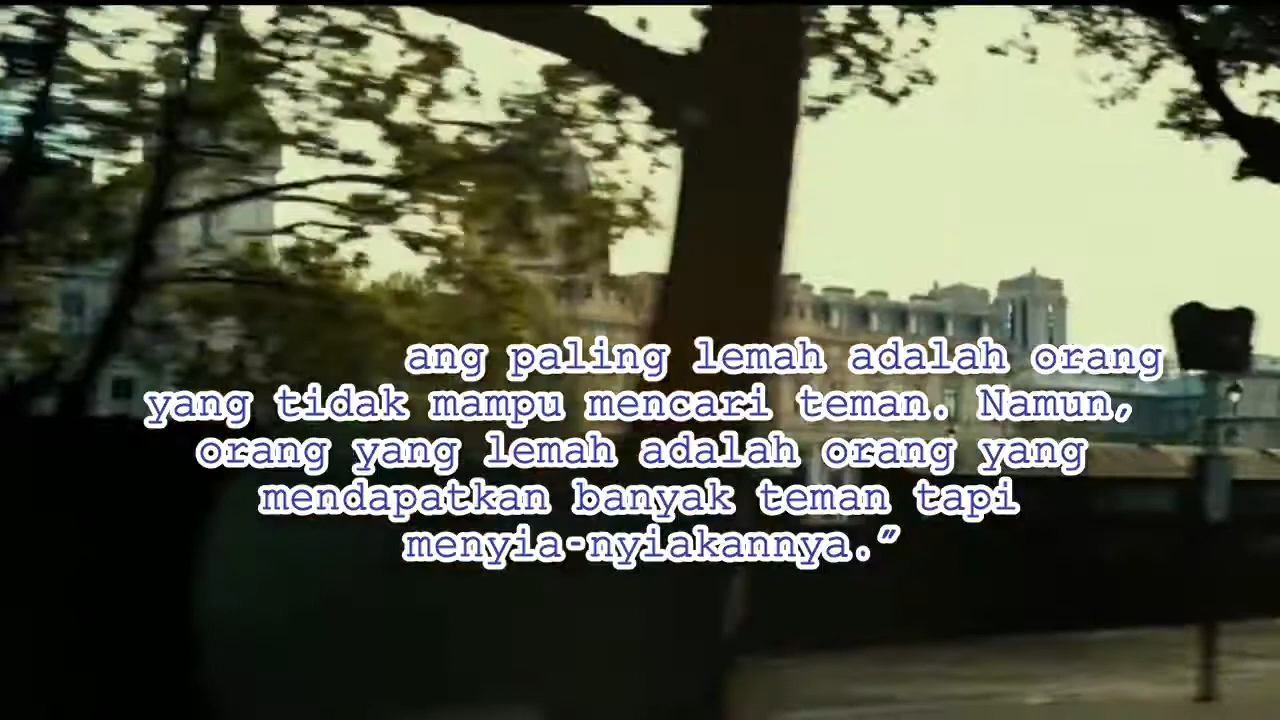 ang paling lemah adalah orang
yang tidak mampu mencari teman. Namun,
orang yang lemah adalah orang yang
mendapatkan banyak teman tapi
menyia-nyiakannya.”